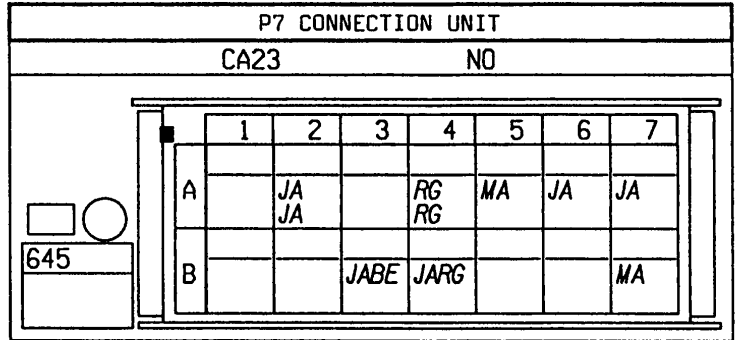 P7 CONNECTION UNIT
CA23 NO
1 2 3 4 5 6 7
A JA RG MA JA JA
JA RG
645
B JABE JARG MA